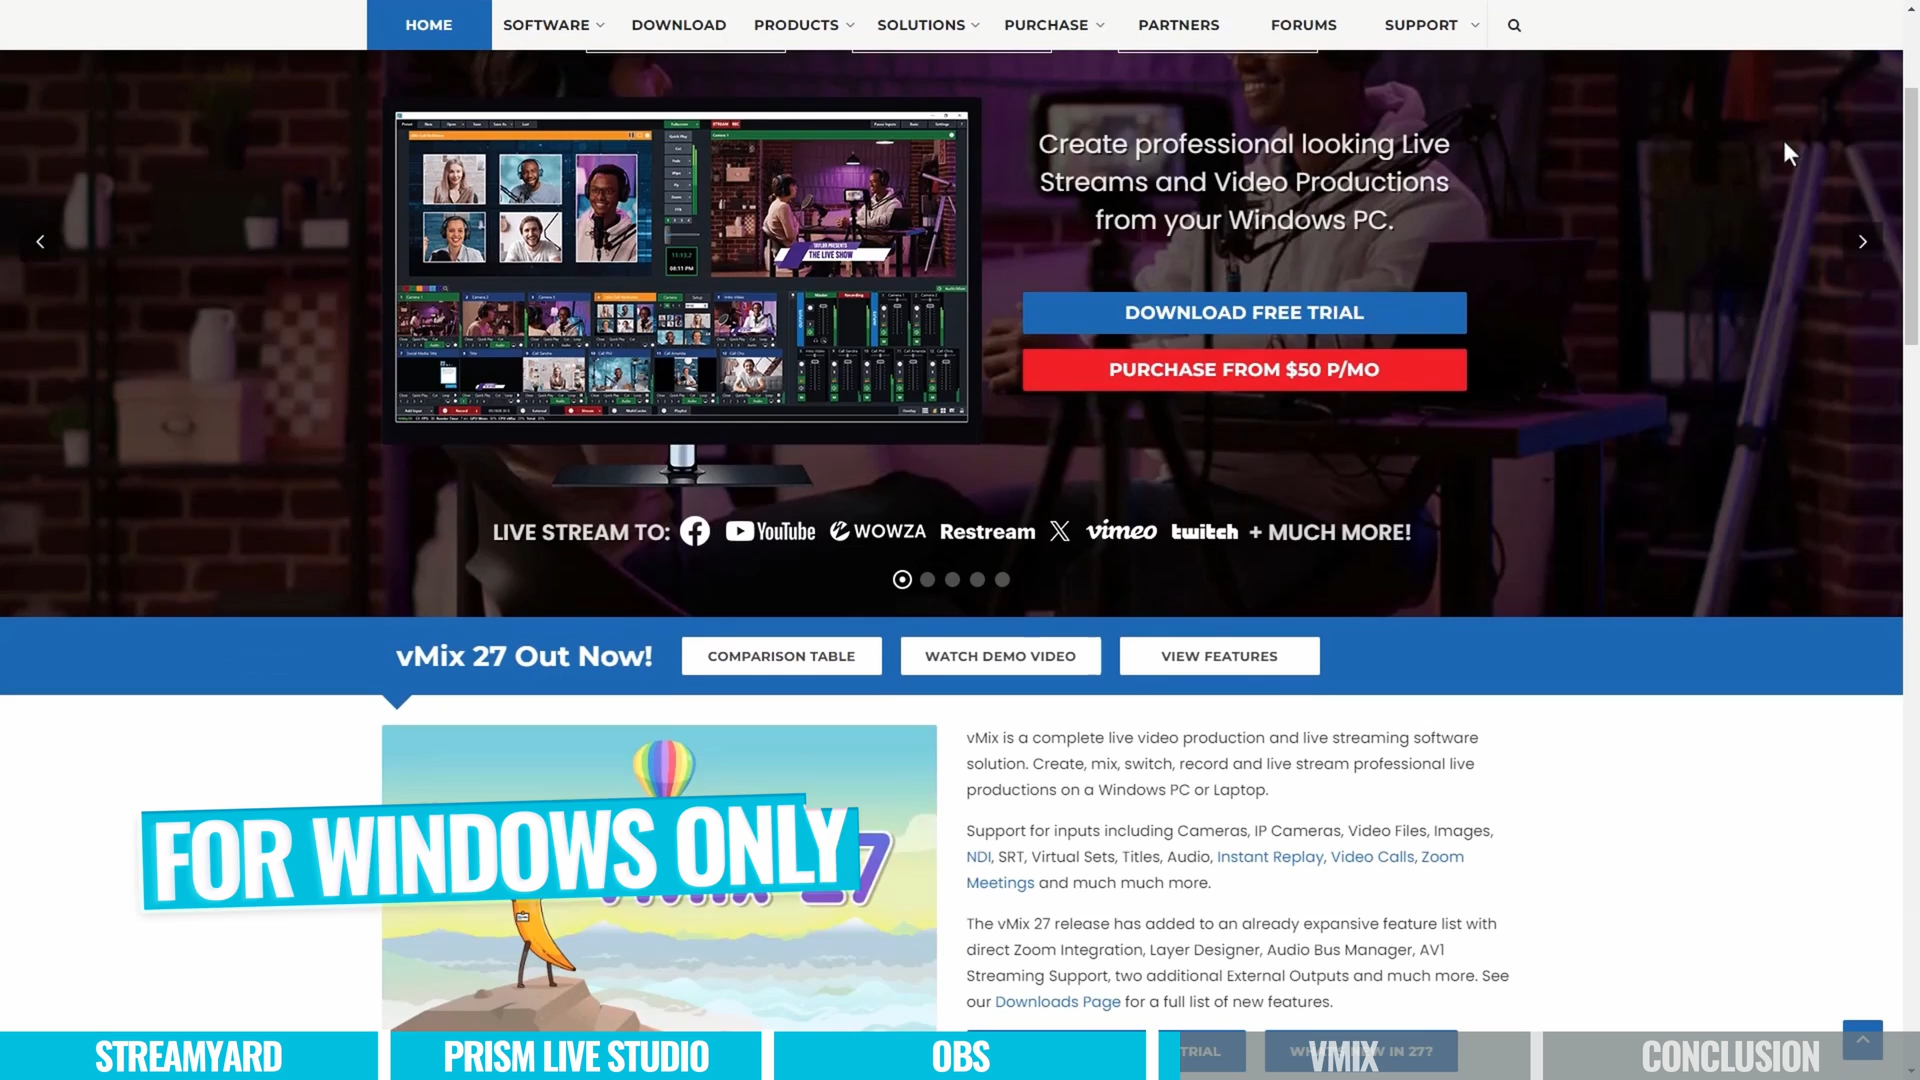 HOME SOFTWARE DOWNLOAD PRODUCTS SOLUTIONS PURCHASE PARTNERS FORUMS SUPPORT
Create professional looking Live
Streams and Video Productions
from your Windows PC.
TAYLOR PRESENTS
THE LIVE SHOW
DOWNLOAD FREE TRIAL
PURCHASE FROM $50 P/MO
LIVE STREAM TO: YouTube WOWZA Restream X vimeo twitch + MUCH MORE!
vMix 27 Out Now! COMPARISON TABLE WATCH DEMO VIDEO VIEW FEATURES
vMix is a complete live video production and live streaming software
solution. Create, mix, switch, record and live stream professional live
productions on a Windows PC or Laptop.
Support for inputs including Cameras, IP Cameras, Video Files, Images,
NDI, SRT, Virtual Sets, Titles, Audio, Instant Replay, Video Calls, Zoom
Meetings and much much more.
The vMix 27 release has added to an already expansive feature list with
direct Zoom Integration, Layer Designer, Audio Bus Manager, AV1
Streaming Support, two additional External Outputs and much more. See
our Downloads Page for a full list of new features.
FOR WINDOWS ONLY
27
STREAMYARD PRISM LIVE STUDIO OBS VMIX CONCLUSION
TRIAL IN 27?